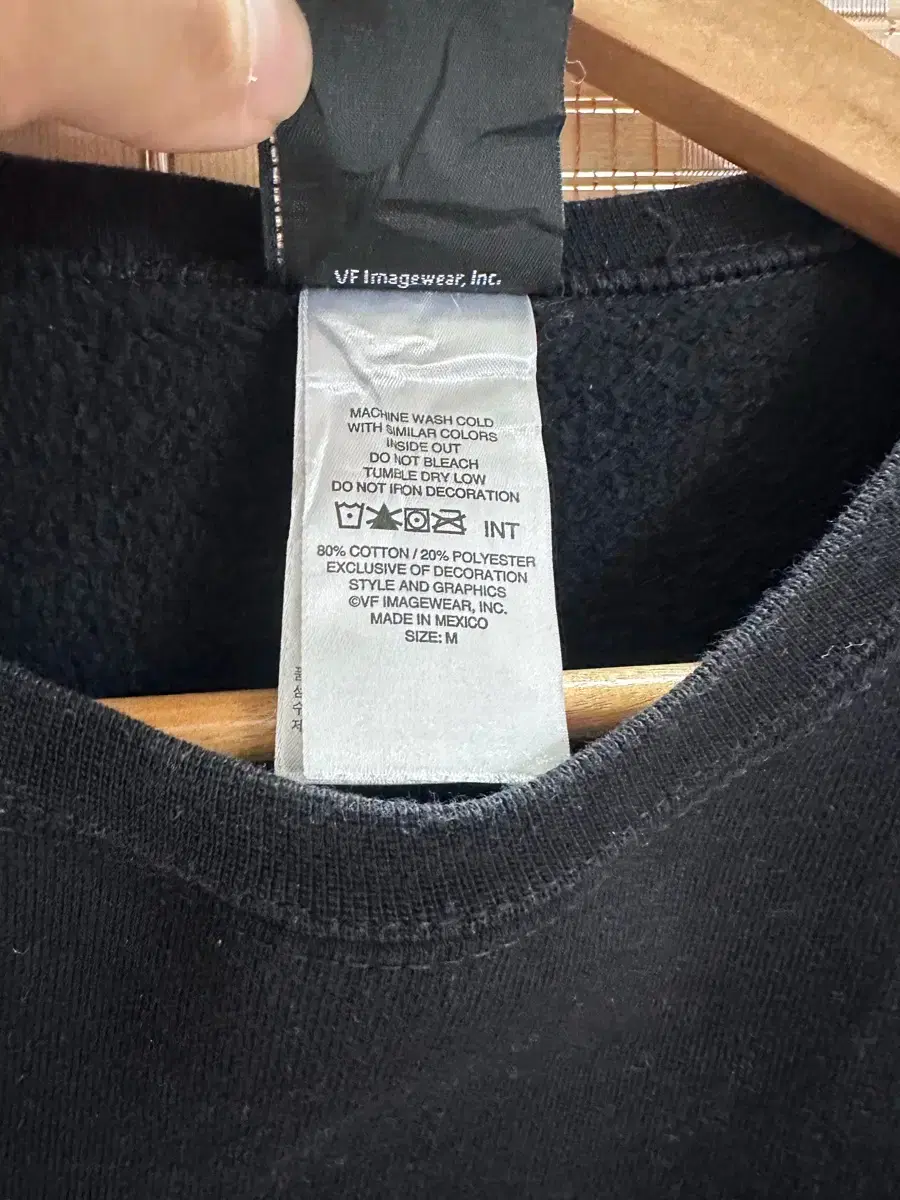 VF Imagewear, Inc.
MACHINE WASH COLD
WITH SIMILAR COLORS
INSIDE OUT
DO NOT BLEACH
TUMBLE DRY LOW
DO NOT IRON DECORATION
INT
80% COTTON / 20% POLYESTER
EXCLUSIVE OF DECORATION
STYLE AND GRAPHICS
©VF IMAGEWEAR, INC.
MADE IN MEXICO
SIZE: M